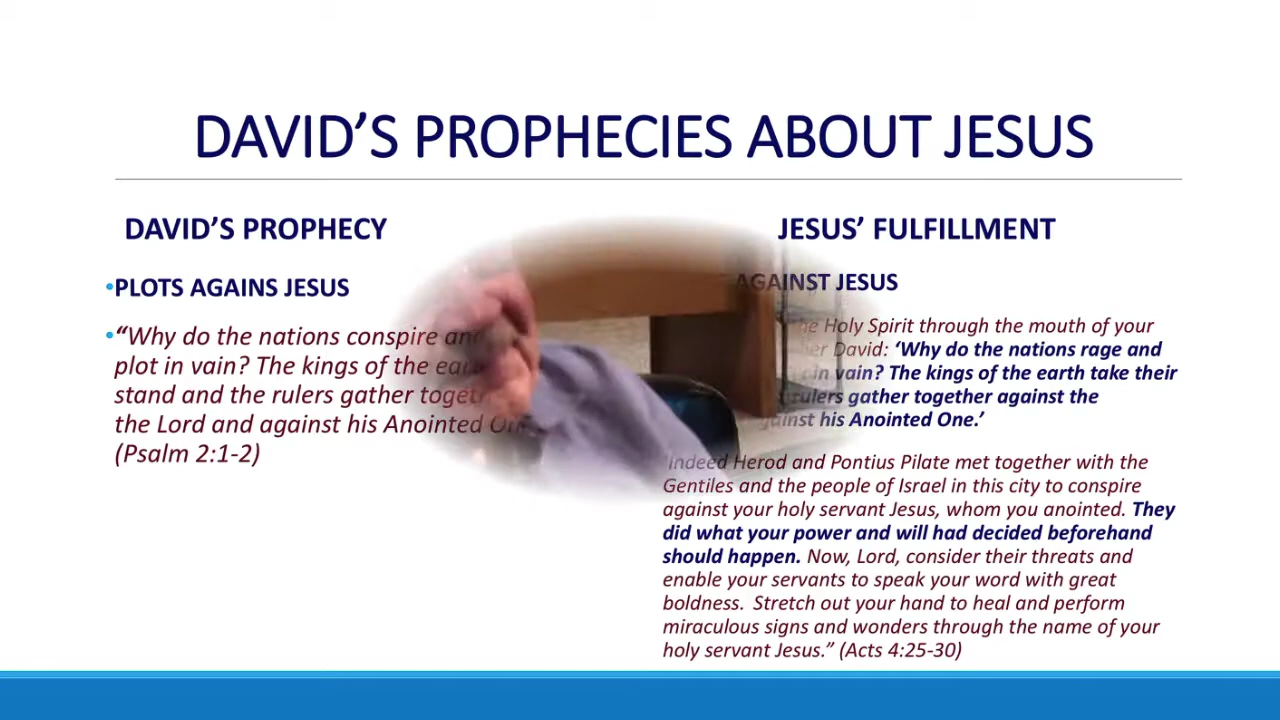 DAVID’S PROPHECIES ABOUT JESUS
DAVID’S PROPHECY
•PLOTS AGAINS JESUS
•“Why do the nations conspire and
plot in vain? The kings of the
stand and the rulers gather
the Lord and against his Anointed
(Psalm 2:1-2)
JESUS’ FULFILLMENT
AGAINST JESUS
Holy Spirit through the mouth of your
David: ‘Why do the nations rage and
in vain? The kings of the earth take their
rulers gather together against the
against his Anointed One.’
Indeed Herod and Pontius Pilate met together with the
Gentiles and the people of Israel in this city to conspire
against your holy servant Jesus, whom you anointed. They
did what your power and will had decided beforehand
should happen. Now, Lord, consider their threats and
enable your servants to speak your word with great
boldness. Stretch out your hand to heal and perform
miraculous signs and wonders through the name of your
holy servant Jesus.” (Acts 4:25-30)